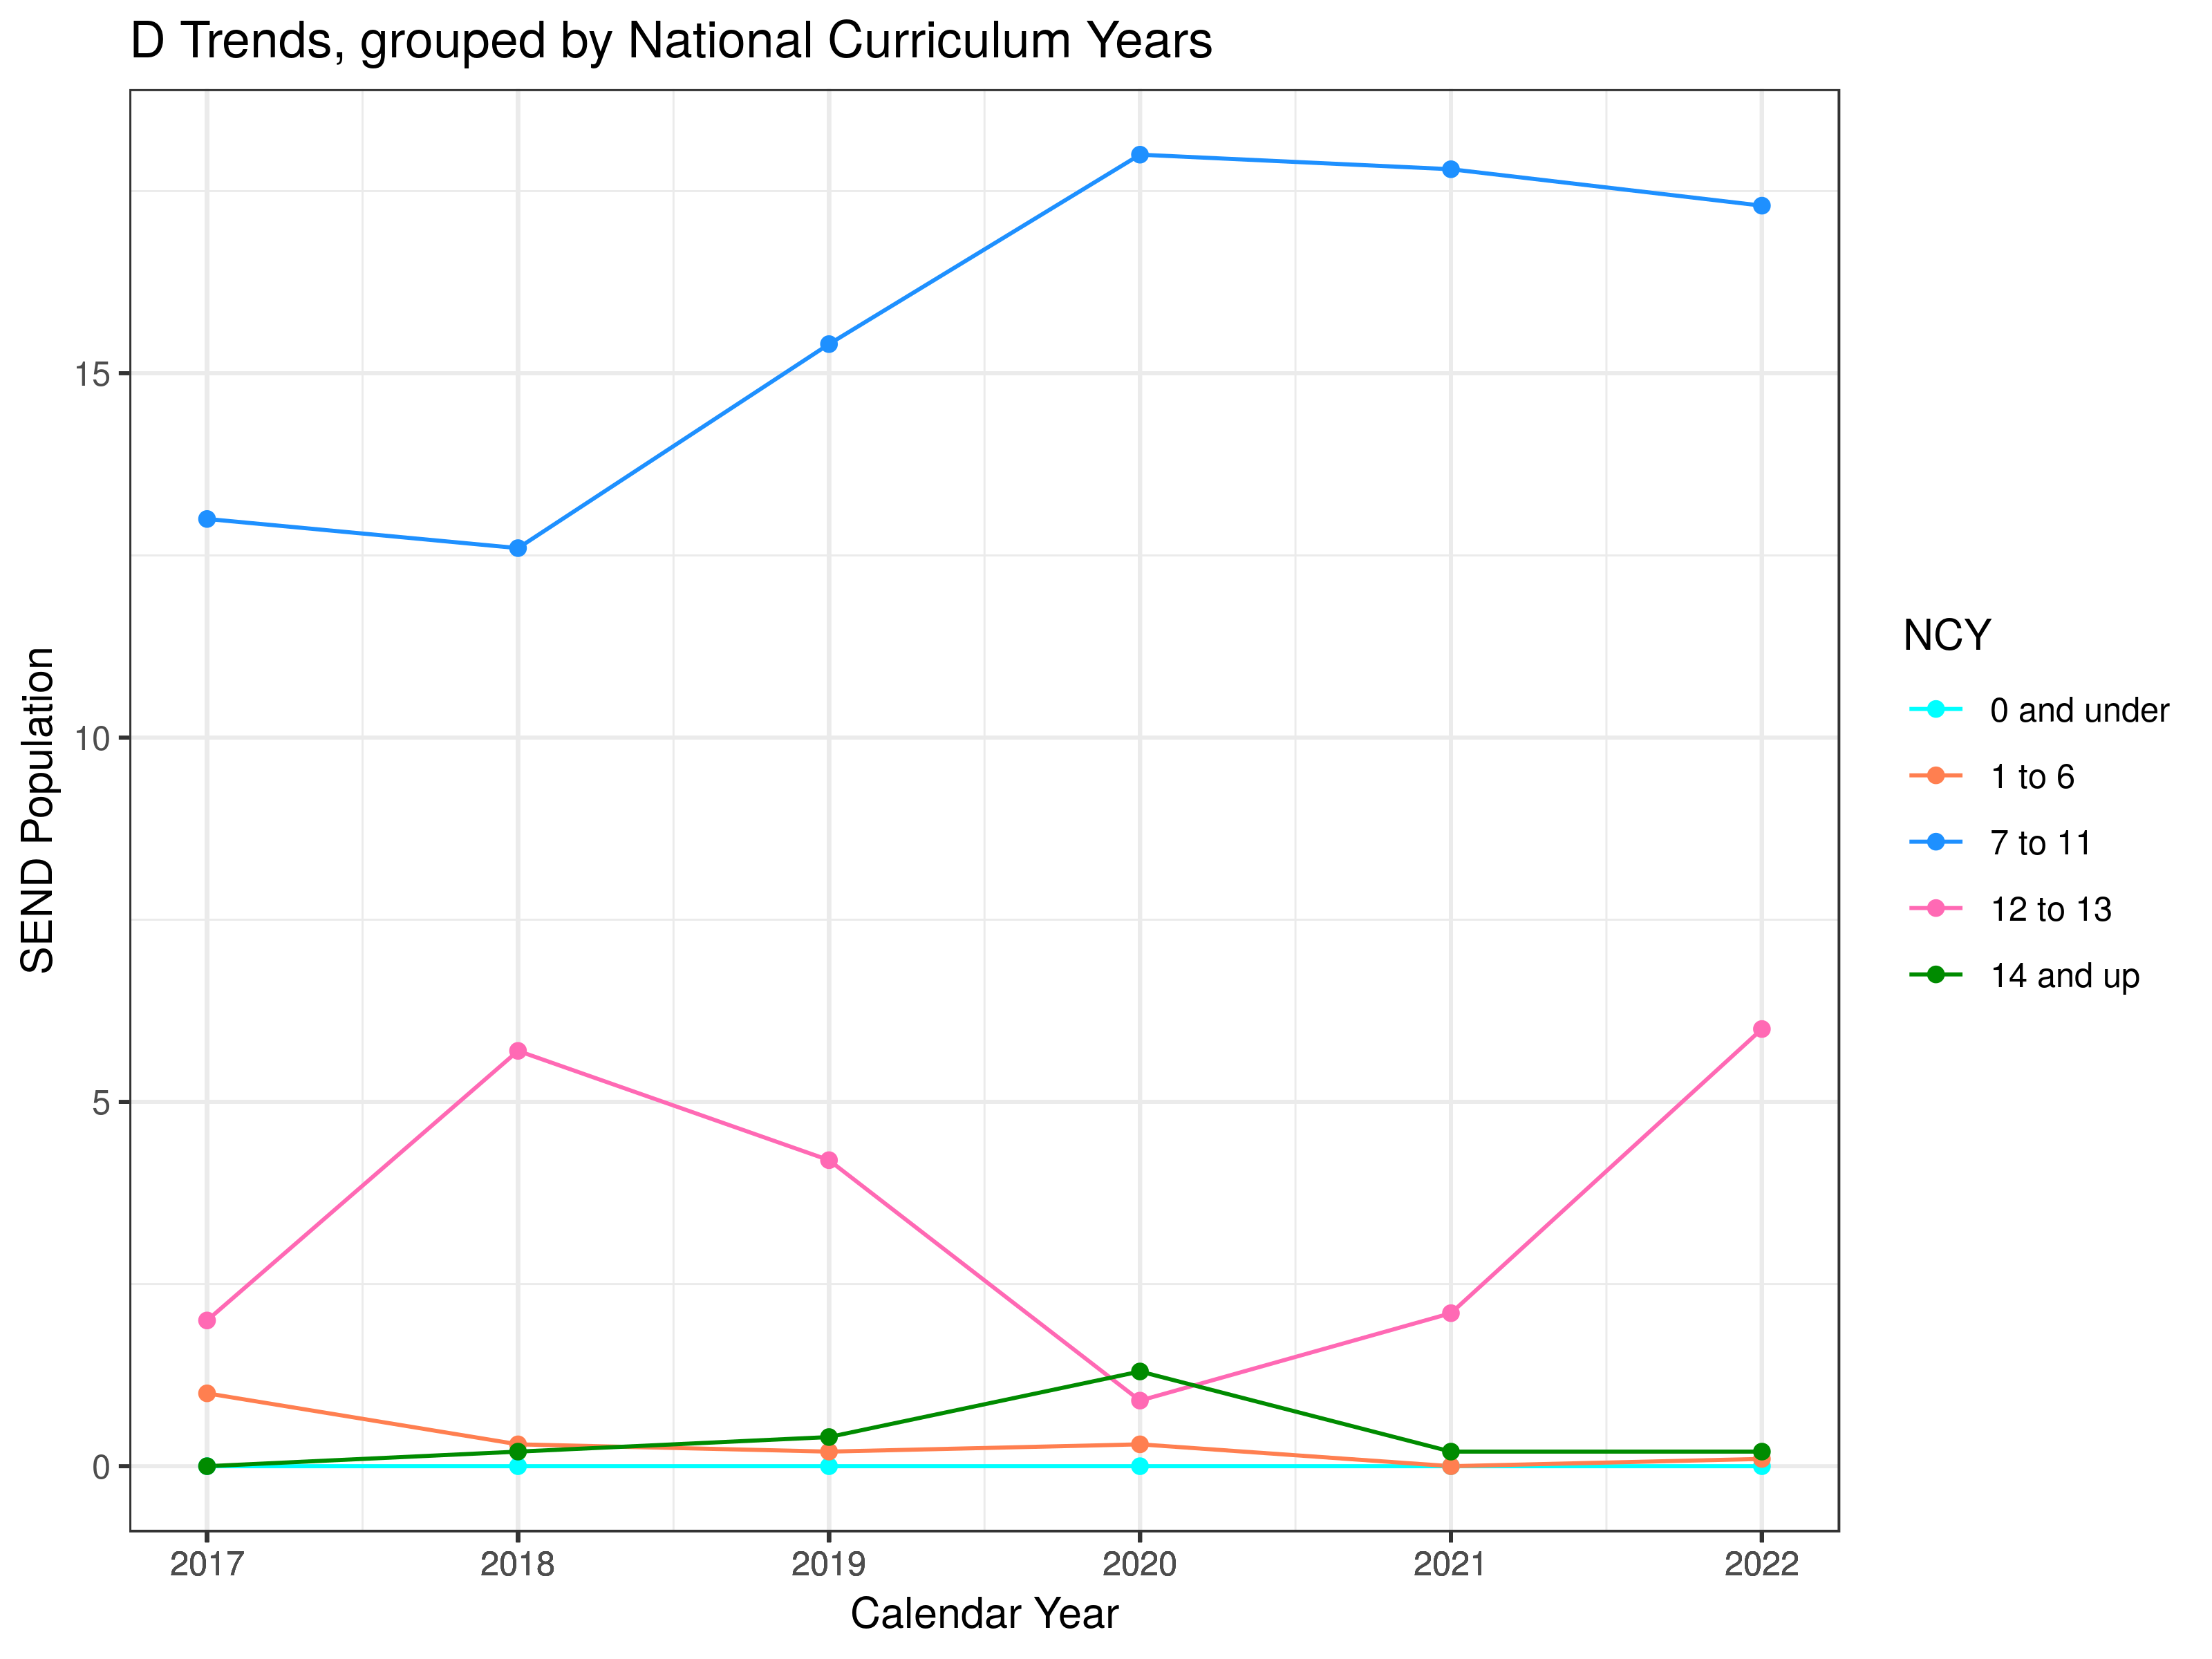 D Trends, grouped by National Curriculum Years
SEND Population
15
10
5
0
2017 2018 2019 2020 2021 2022
Calendar Year
NCY
0 and under
1 to 6
7 to 11
12 to 13
14 and up